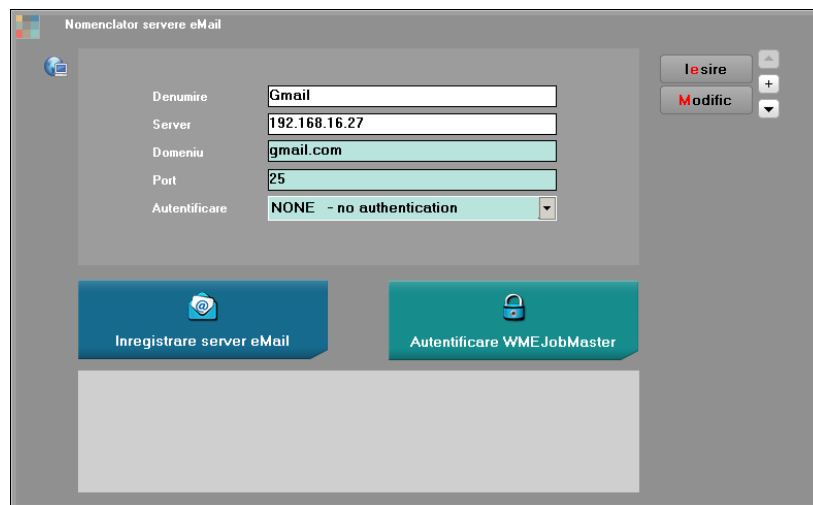 Nomenclator servere eMail
Iesire
+
Modific
Denumire Gmail
Server 192.168.16.27
Domeniu gmail.com
Port 25
Autentificare NONE - no authentication
Inregistrare server eMail
Autentificare WMEJobMaster